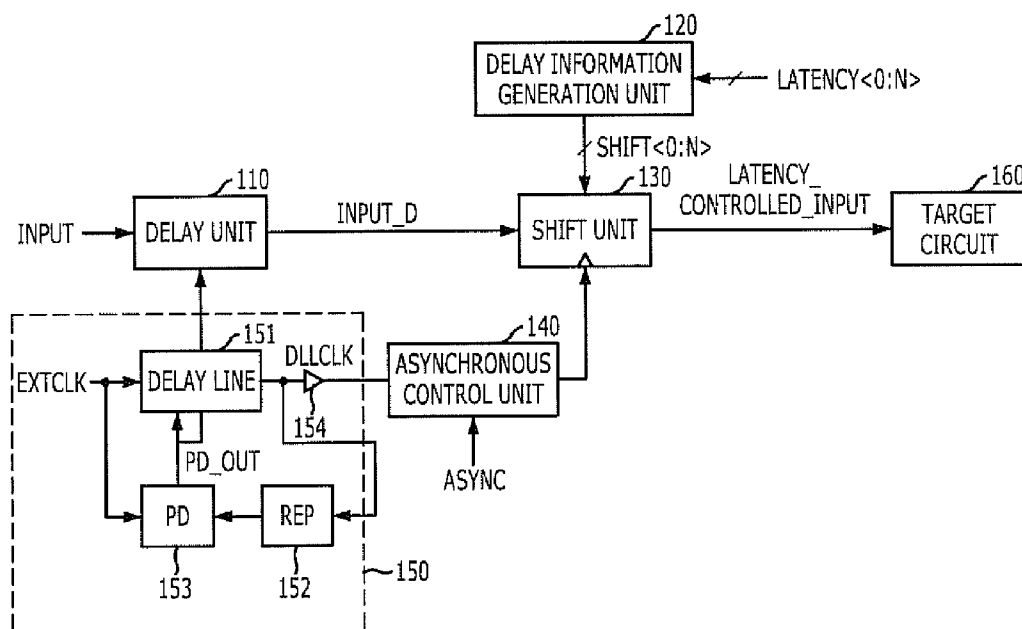 120
DELAY INFORMATION
GENERATION UNIT
LATENCY<0:N>
SHIFT<0:N>
110
130
LATENCY_
CONTROLLED_INPUT
160
INPUT
DELAY UNIT
INPUT_D
SHIFT UNIT
TARGET
CIRCUIT
151
140
EXTCLK
DELAY LINE
DLLCLK
154
ASYNCHRONOUS
CONTROL UNIT
PD_OUT
ASYNC
PD
REP
153
152
150